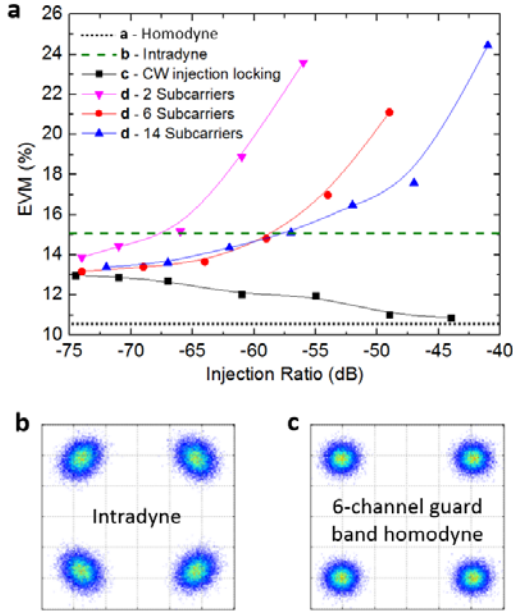 a
a - Homodyne
b - Intradyne
c - CW injection locking
d - 2 Subcarriers
d - 6 Subcarriers
d - 14 Subcarriers
26
24
22
20
18
16
14
12
10
EVM (%)
-75 -70 -65 -60 -55 -50 -45 -40
Injection Ratio (dB)
b
Intradyne
c
6-channel guard
band homodyne